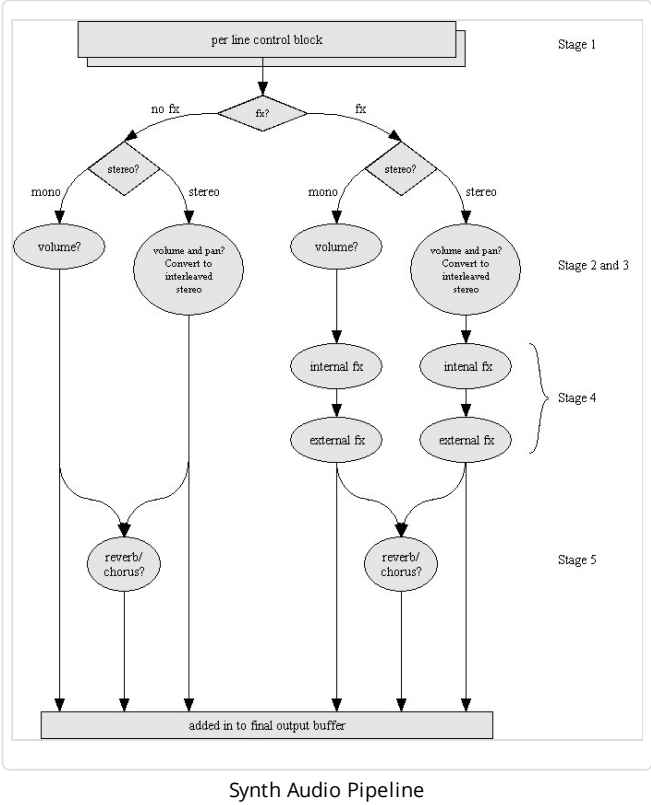 per line control block
Stage 1
no fx
fx?
fx
stereo?
stereo?
mono
stereo
mono
stereo
volume?
volume and pan?
Convert to
interleaved
stereo
volume?
volume and pan?
Convert to
interleaved
stereo
Stage 2 and 3
internal fx
intenal fx
Stage 4
external fx
external fx
reverb/
chorus?
reverb/
chorus?
Stage 5
added in to final output buffer
Synth Audio Pipeline